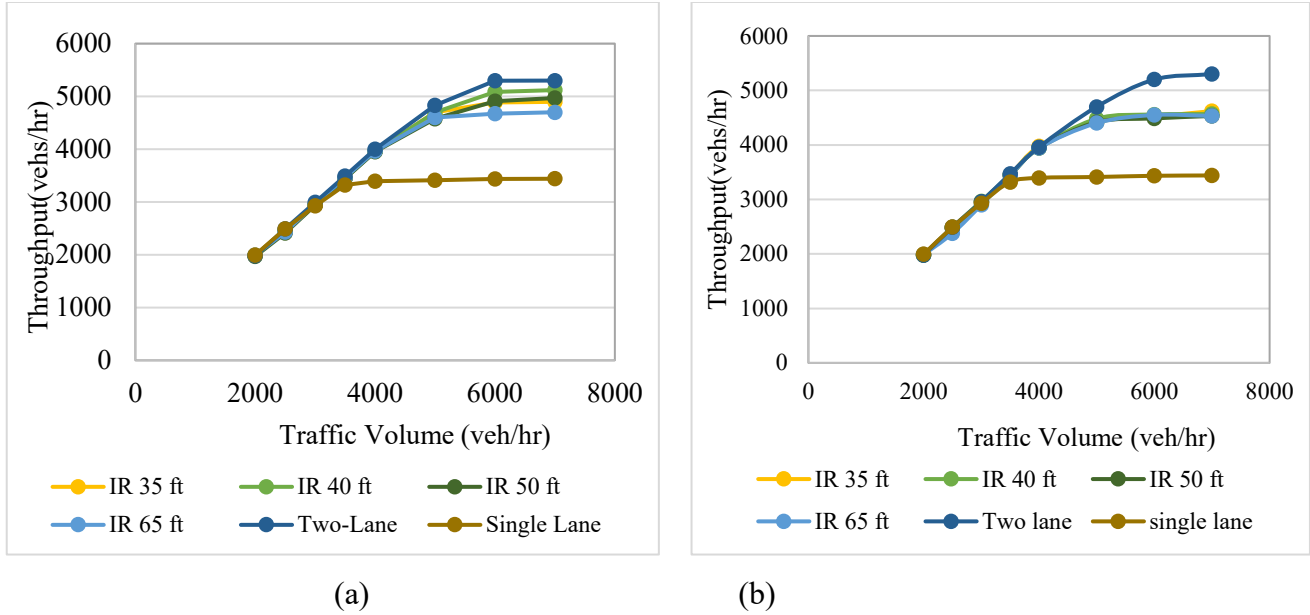 Throughput(vehs/hr)
6000
5000
4000
3000
2000
1000
0
0 2000 4000 6000 8000
Traffic Volume (veh/hr)
IR 35 ft IR 40 ft IR 50 ft
IR 65 ft Two-Lane Single Lane
(a)
Throughput(vehs/hr)
6000
5000
4000
3000
2000
1000
0
0 2000 4000 6000 8000
Traffic Volume (veh/hr)
IR 35 ft IR 40 ft IR 50 ft
IR 65 ft Two lane single lane
(b)